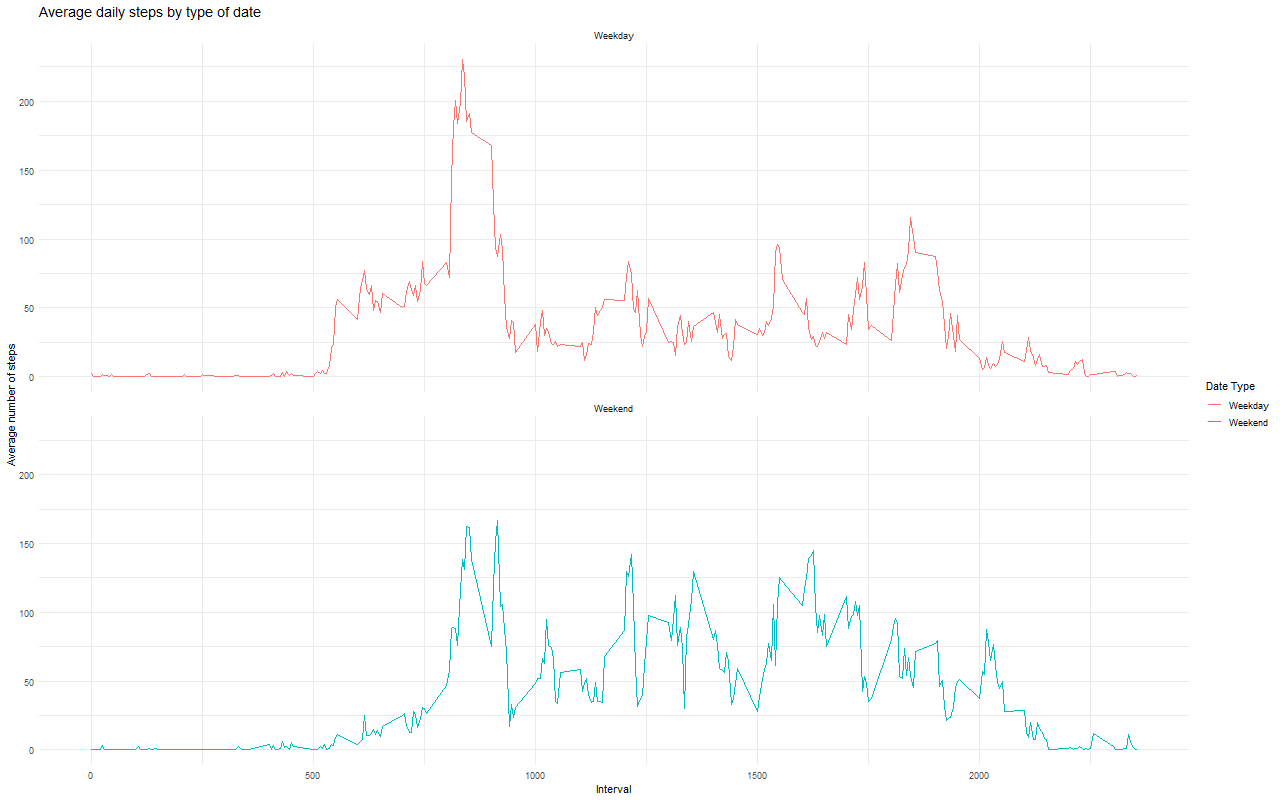 Average daily steps by type of date
Weekday
200
150
100
50
0
Average number of steps
Weekend
200
150
100
50
0
0 500 1000 1500 2000
Interval
Date Type
Weekday
Weekend